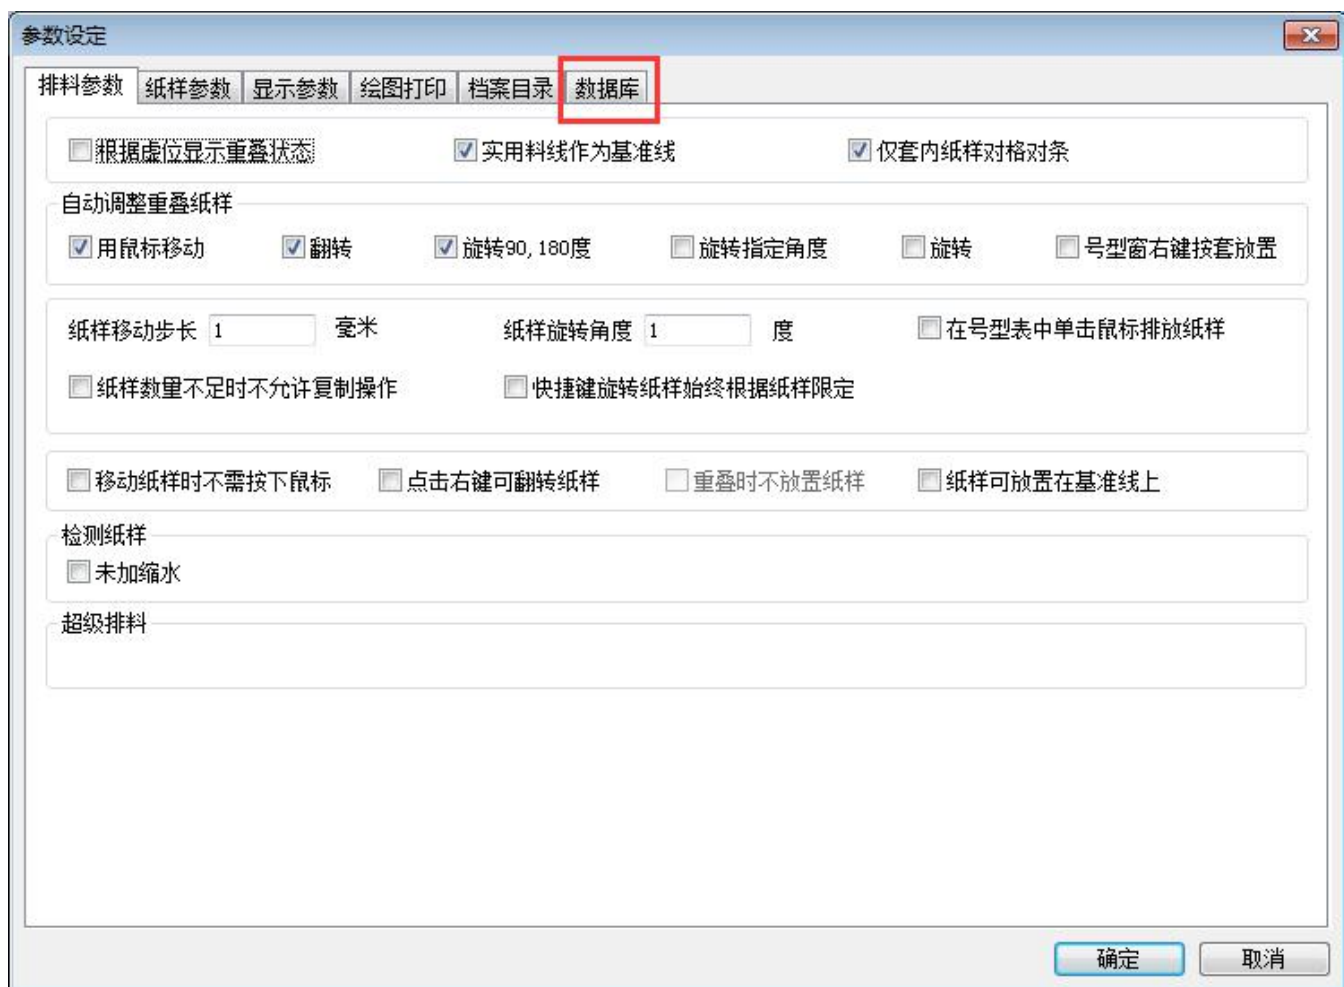 参数设定
排料参数 纸样参数 显示参数 绘图打印 档案目录 数据库
根据虚位显示重叠状态 实用料线作为基准线 仅套内纸样对格对条
自动调整重叠纸样
用鼠标移动 翻转 旋转90,180度 旋转指定角度 旋转 号型窗右键按套放置
纸样移动步长 1 毫米 纸样旋转角度 1 度 在号型表中单击鼠标排放纸样
纸样数量不足时不允许复制操作 快捷键旋转纸样始终根据纸样限定
移动纸样时不需按下鼠标 点击右键可翻转纸样 重叠时不放置纸样 纸样可放置在基准线上
检测纸样
未加缩水
超级排料
确定 取消